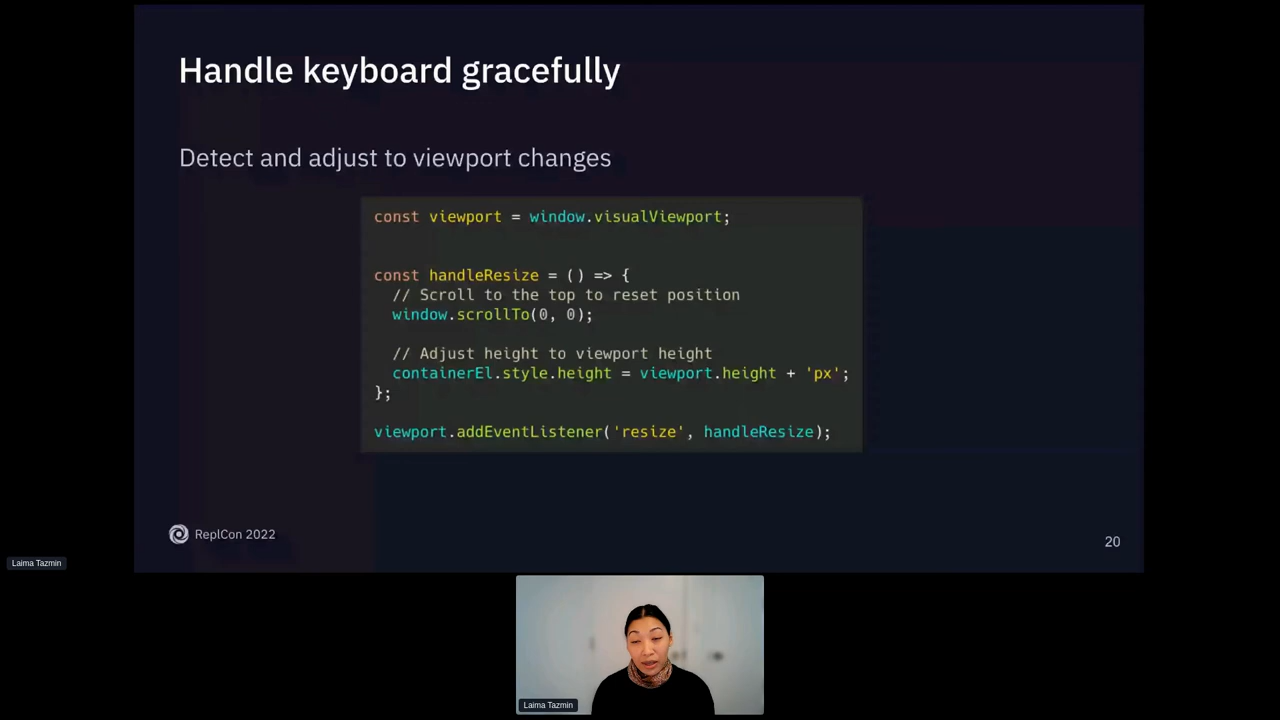 Handle keyboard gracefully
Detect and adjust to viewport changes
const viewport = window.visualViewport;
const handleResize = () => {
// Scroll to the top to reset position
window.scrollTo(0, 0);
// Adjust height to viewport height
containerEl.style.height = viewport.height + 'px';
};
viewport.addEventListener('resize', handleResize);
ReplCon 2022
20
Laima Tazmin
Laima Tazmin